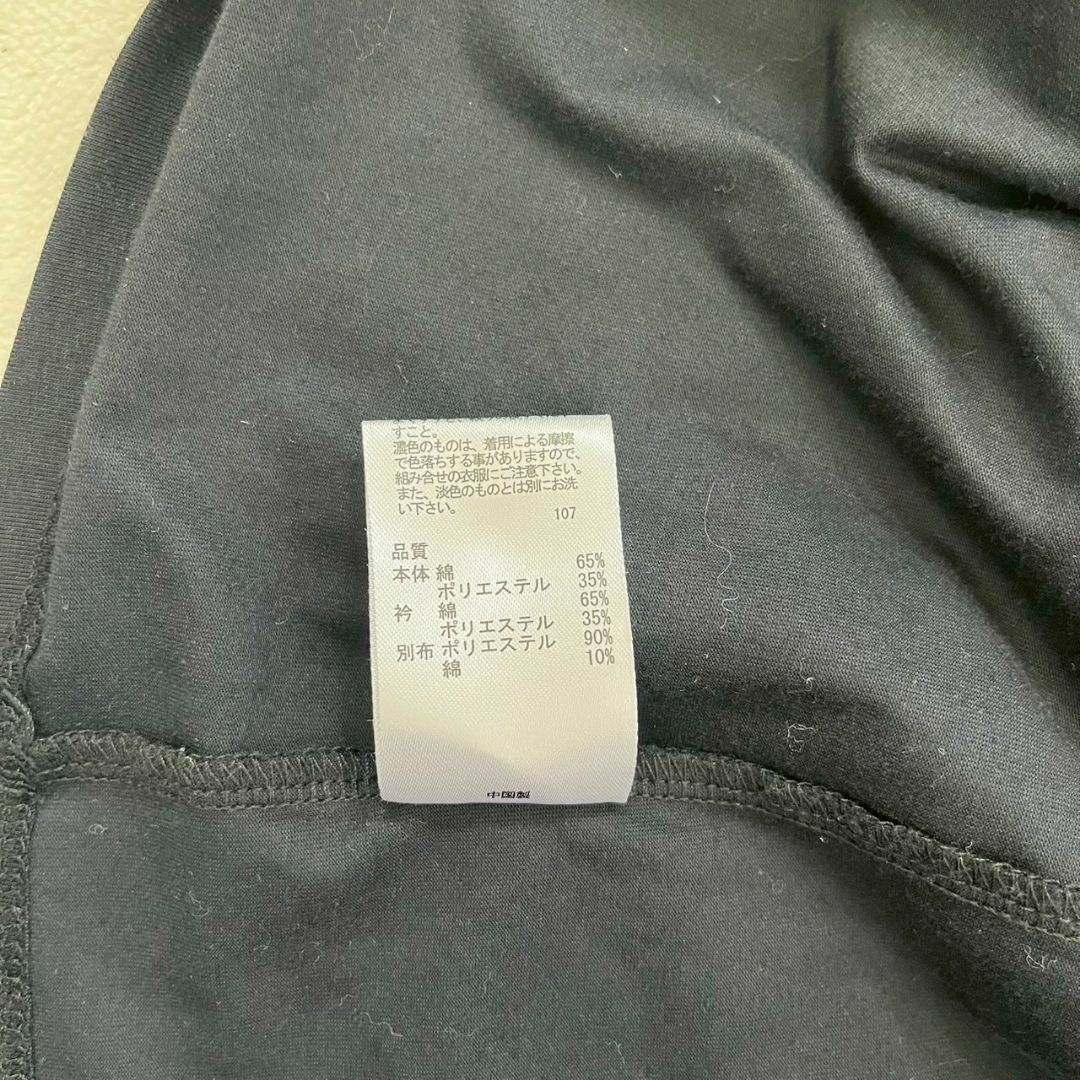 すこと。
濃色のものは、着用による摩擦
で色落ちする事がありますので、
組み合せの衣服にご注意下さい。
また、淡色のものとは別にお洗
い下さい。
107
品質
本体 綿 65%
ポリエステル 35%
衿 綿 65%
ポリエステル 35%
別布 ポリエステル 90%
綿 10%
中国製